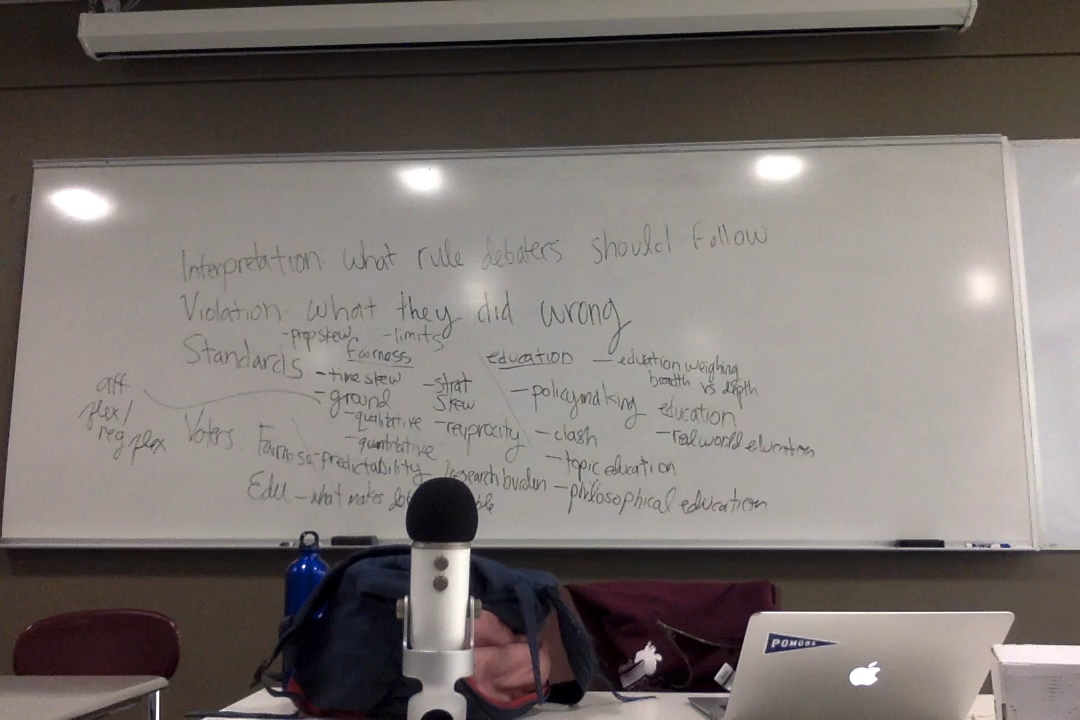 Interpretation: what rule debaters should follow
Violation: what they did wrong
- prop skew - limits
Standards
Fairness
- time skew
- ground
- qualitative
- quantitative
- predictability
- strat skew
- reciprocity
research burden
education
- education weighing
breadth vs depth
- policymaking education
- real world education
- clash
- topic education
- philosophical education
aff
flex/
neg flex
Voters
Fairness
Edu - what makes
POMONA